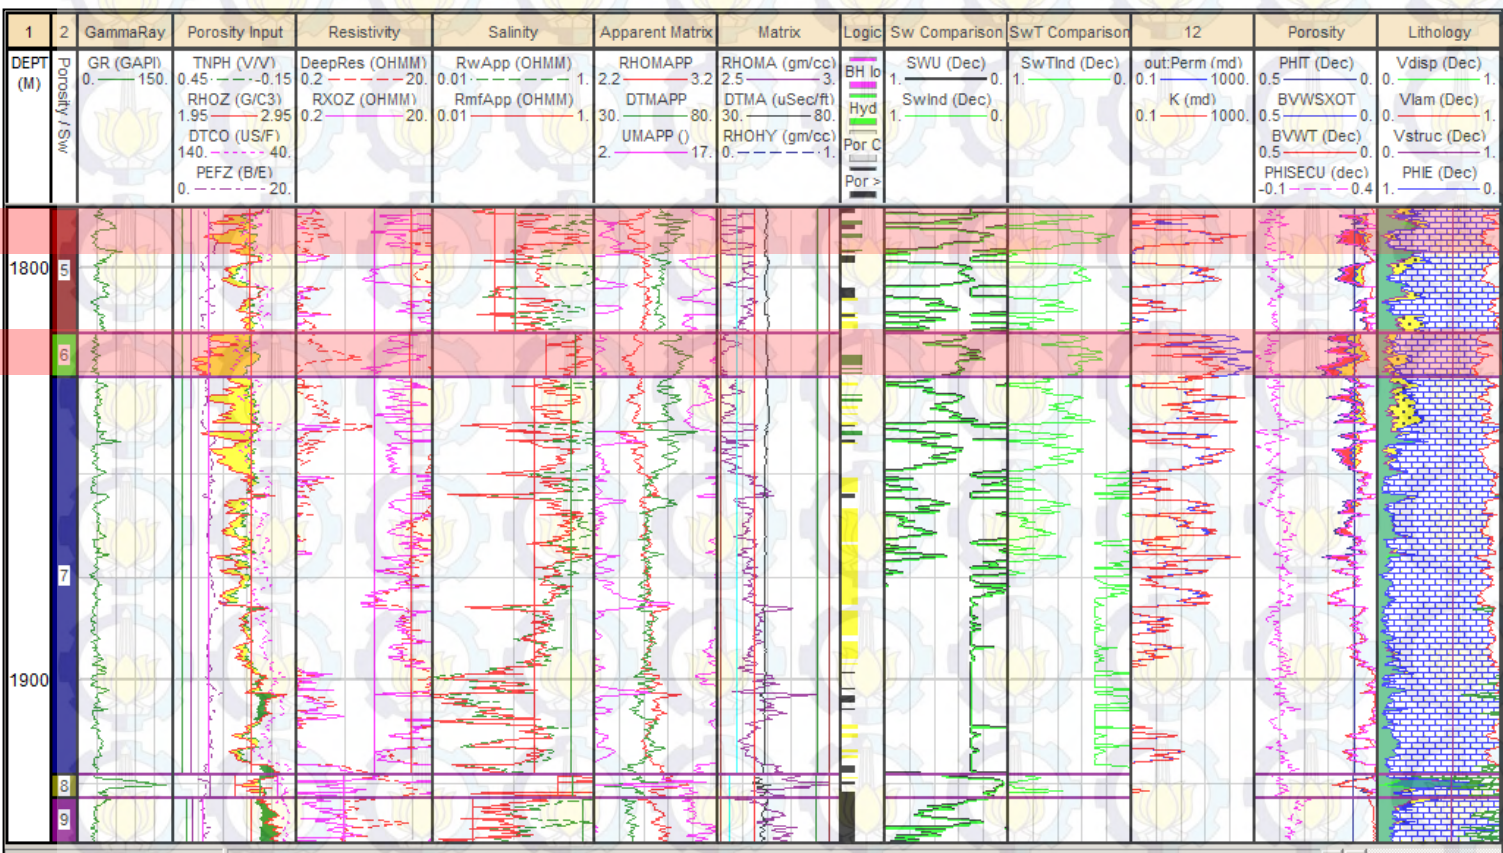 1 2 GammaRay Porosity Input Resistivity Salinity Apparent Matrix Matrix Logic Sw Comparison SwT Comparison 12 Porosity Lithology
DEPT
(M)
Porosity / Sw
GR (GAPI)
0. 150.
TNPH (V/V)
0.45 -0.15
RHOZ (G/C3)
1.95 2.95
DTCO (US/F)
140. 40.
PEFZ (B/E)
0. 20.
DeepRes (OHMM)
0.2 20.
RXOZ (OHMM)
0.2 20.
RwApp (OHMM)
0.01 1.
RmfApp (OHMM)
0.01 1.
RHOMAPP
2.2 3.2
DTMAPP
30. 80.
UMAPP ()
2. 17.
RHOMA (gm/cc)
2.5 3.
DTMA (uSec/ft)
30. 80.
RHOHY (gm/cc)
0. 1.
BH lo
Hyd
Por C
Por >
SWU (Dec)
1. 0.
SwInd (Dec)
1. 0.
SwTInd (Dec)
1. 0.
out:Perm (md)
0.1 1000.
K (md)
0.1 1000.
PHIT (Dec)
0.5 0.
BVWSXOT
0.5 0.
BVWT (Dec)
0.5 0.
PHISECU (dec)
-0.1 0.4
Vdisp (Dec)
0. 1.
Vlam (Dec)
0. 1.
Vstruc (Dec)
0. 1.
PHIE (Dec)
1. 0.
1800 5
6
7
1900
8
9